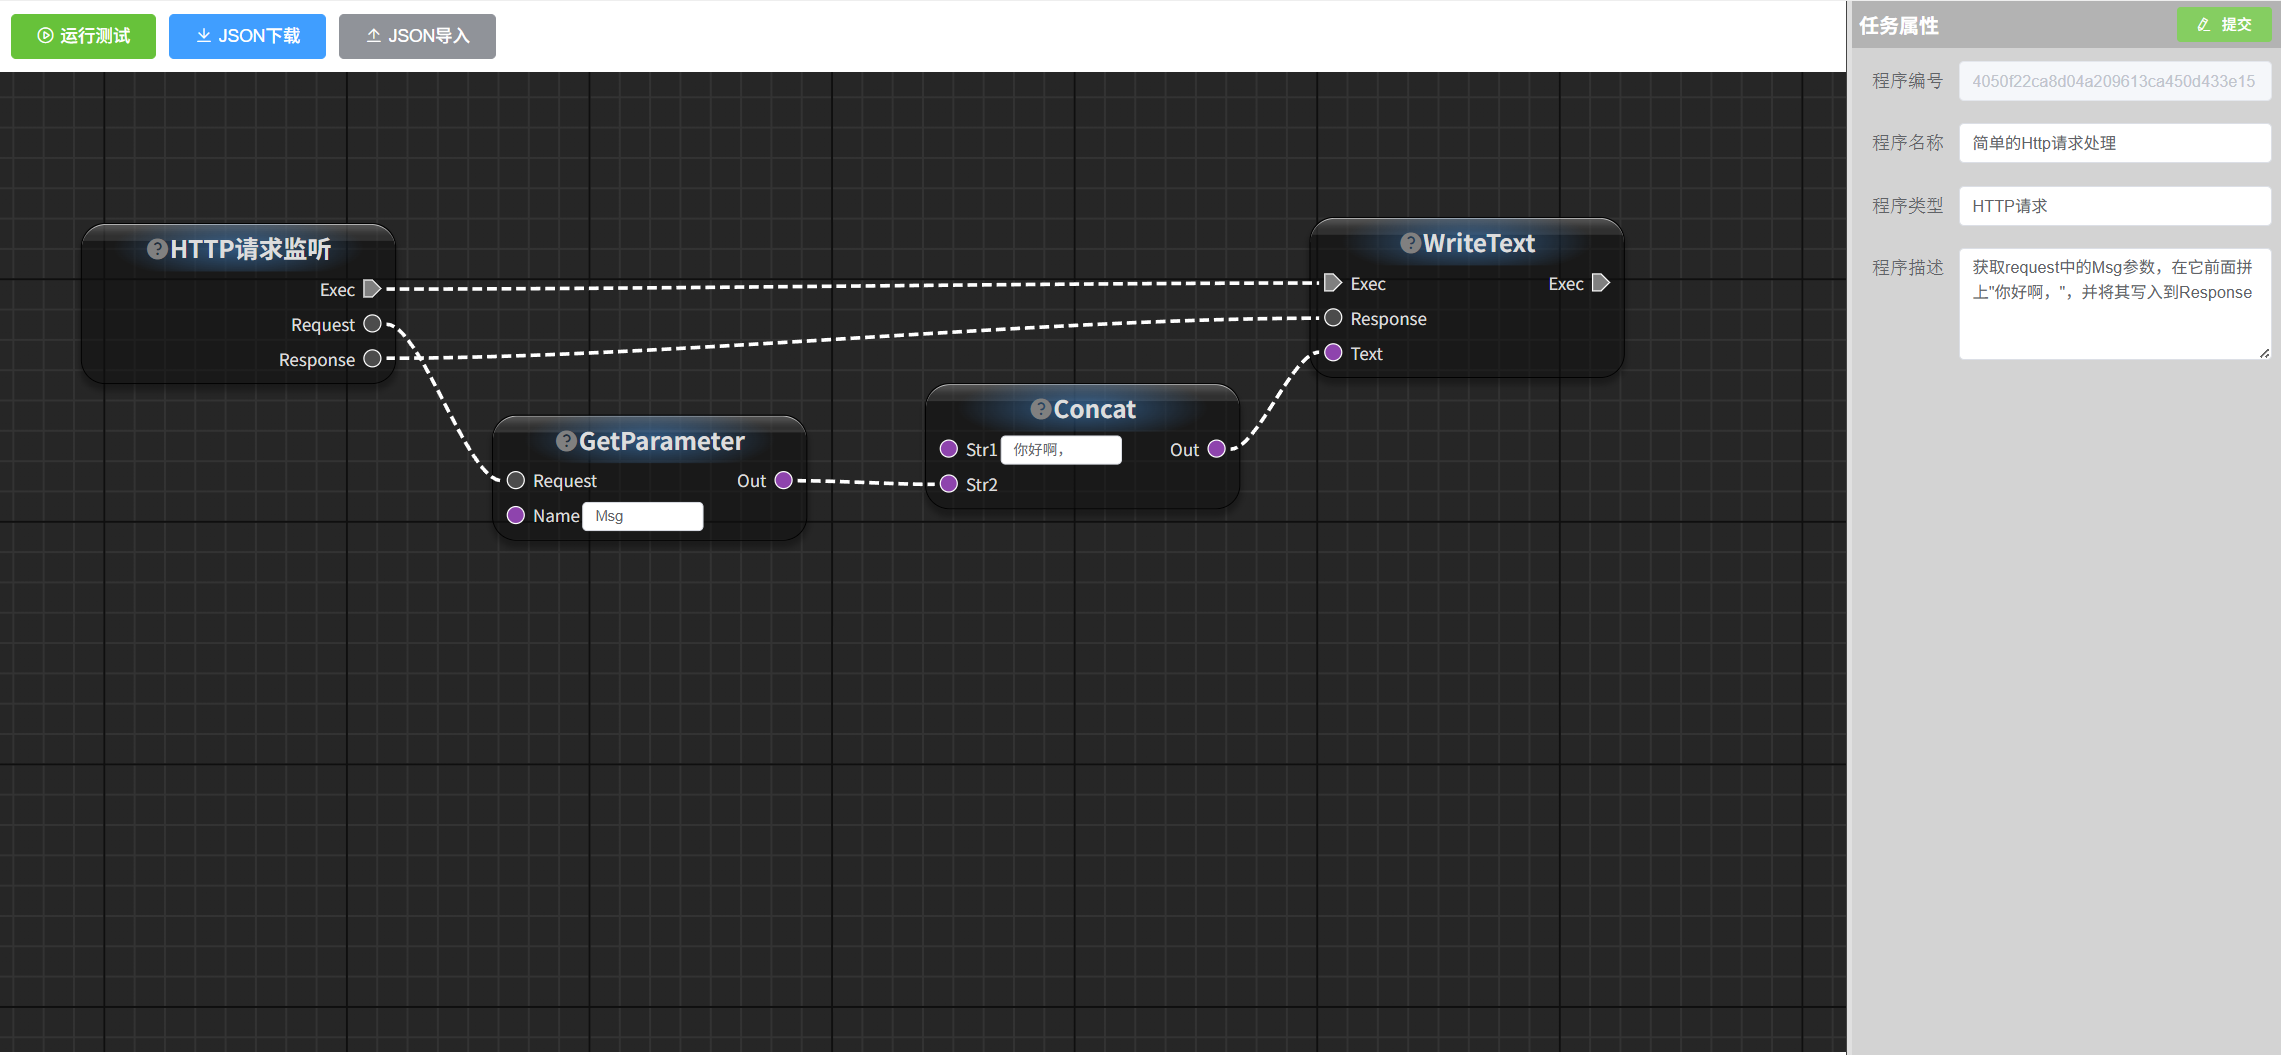 运行测试
JSON下载
JSON导入
HTTP请求监听
Exec
Request
Response
GetParameter
Request
Out
Name
Msg
Concat
Str1
你好啊，
Out
Str2
WriteText
Exec
Exec
Response
Text
任务属性
提交
程序编号
4050f22ca8d04a209613ca450d433e15
程序名称
简单的Http请求处理
程序类型
HTTP请求
程序描述
获取request中的Msg参数，在它前面拼
上"你好啊，"，并将其写入到Response